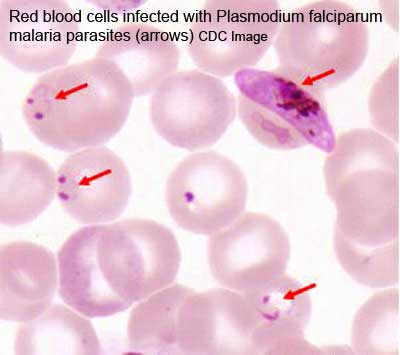 Red blood cells infected with Plasmodium falciparum
malaria parasites (arrows) CDC Image